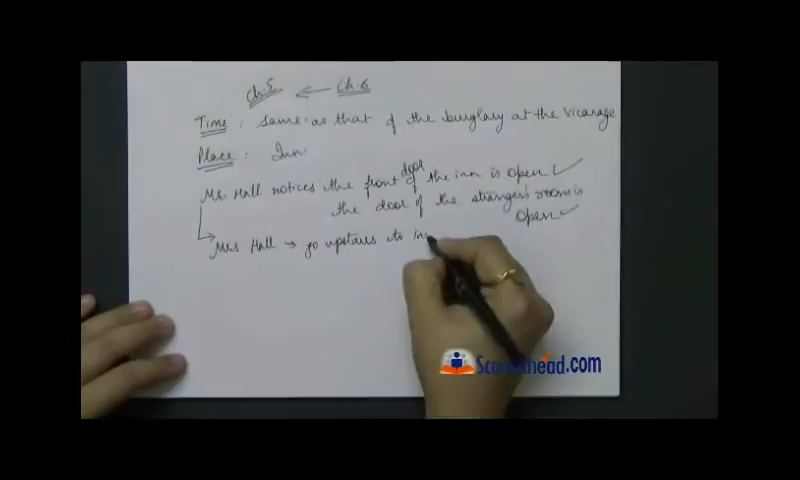 Ch.5 ← Ch.6
Time: Same as that of the burglary at the Vicarage
Place: Inn
Mr Hall notices the front door of the inn is open ✓
the door of the stranger's room is
open ✓
Mrs Hall → go upstairs to in
Scoreahead.com